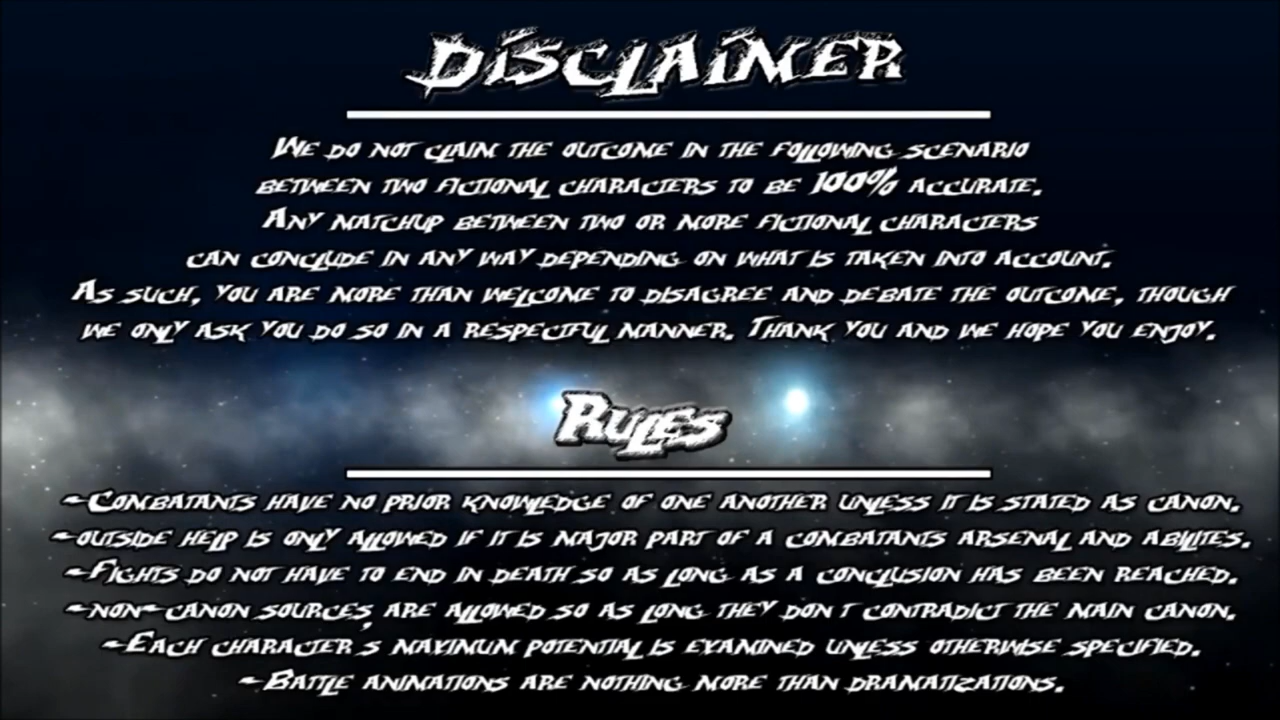 Disclaimer
We do not claim the outcome in the following scenario
between two fictional characters to be 100% accurate.
Any matchup between two or more fictional characters
can conclude in any way depending on what is taken into account.
As such, you are more than welcome to disagree and debate the outcome, though
we only ask you do so in a respectful manner. Thank you and we hope you enjoy.
Rules
-Combatants have no prior knowledge of one another unless it is stated as canon.
-outside help is only allowed if it is major part of a combatants arsenal and abilites.
-Fights do not have to end in death so as long as a conclusion has been reached.
-non-canon sources are allowed so as long they don't contradict the main canon.
-Each character's maximum potential is examined unless otherwise specified.
-Battle animations are nothing more than dramatizations.